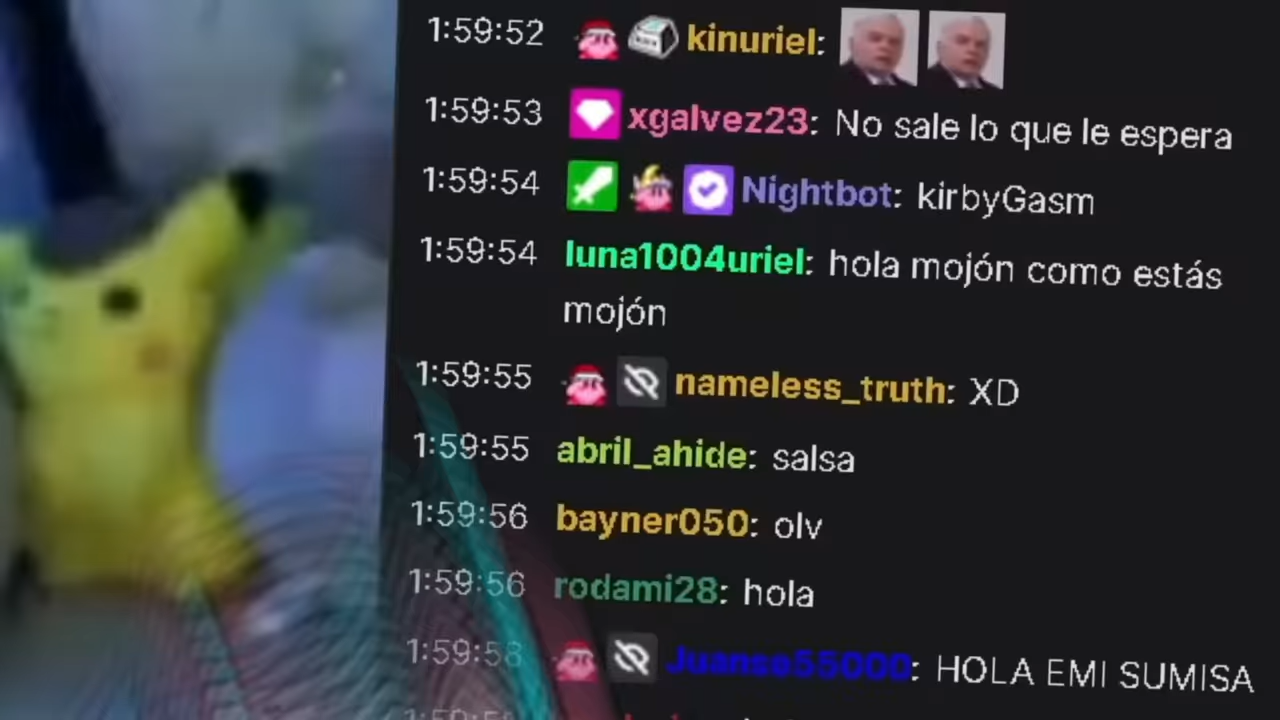 1:59:52 kinuriel:
1:59:53 xgalvez23: No sale lo que le espera
1:59:54 Nightbot: kirbyGasm
1:59:54 luna1004uriel: hola mojón como estás
mojón
1:59:55 nameless_truth: XD
1:59:55 abril_ahide: salsa
1:59:56 bayner050: olv
1:59:56 rodami28: hola
1:59:58 Juanse55000: HOLA EMI SUMISA